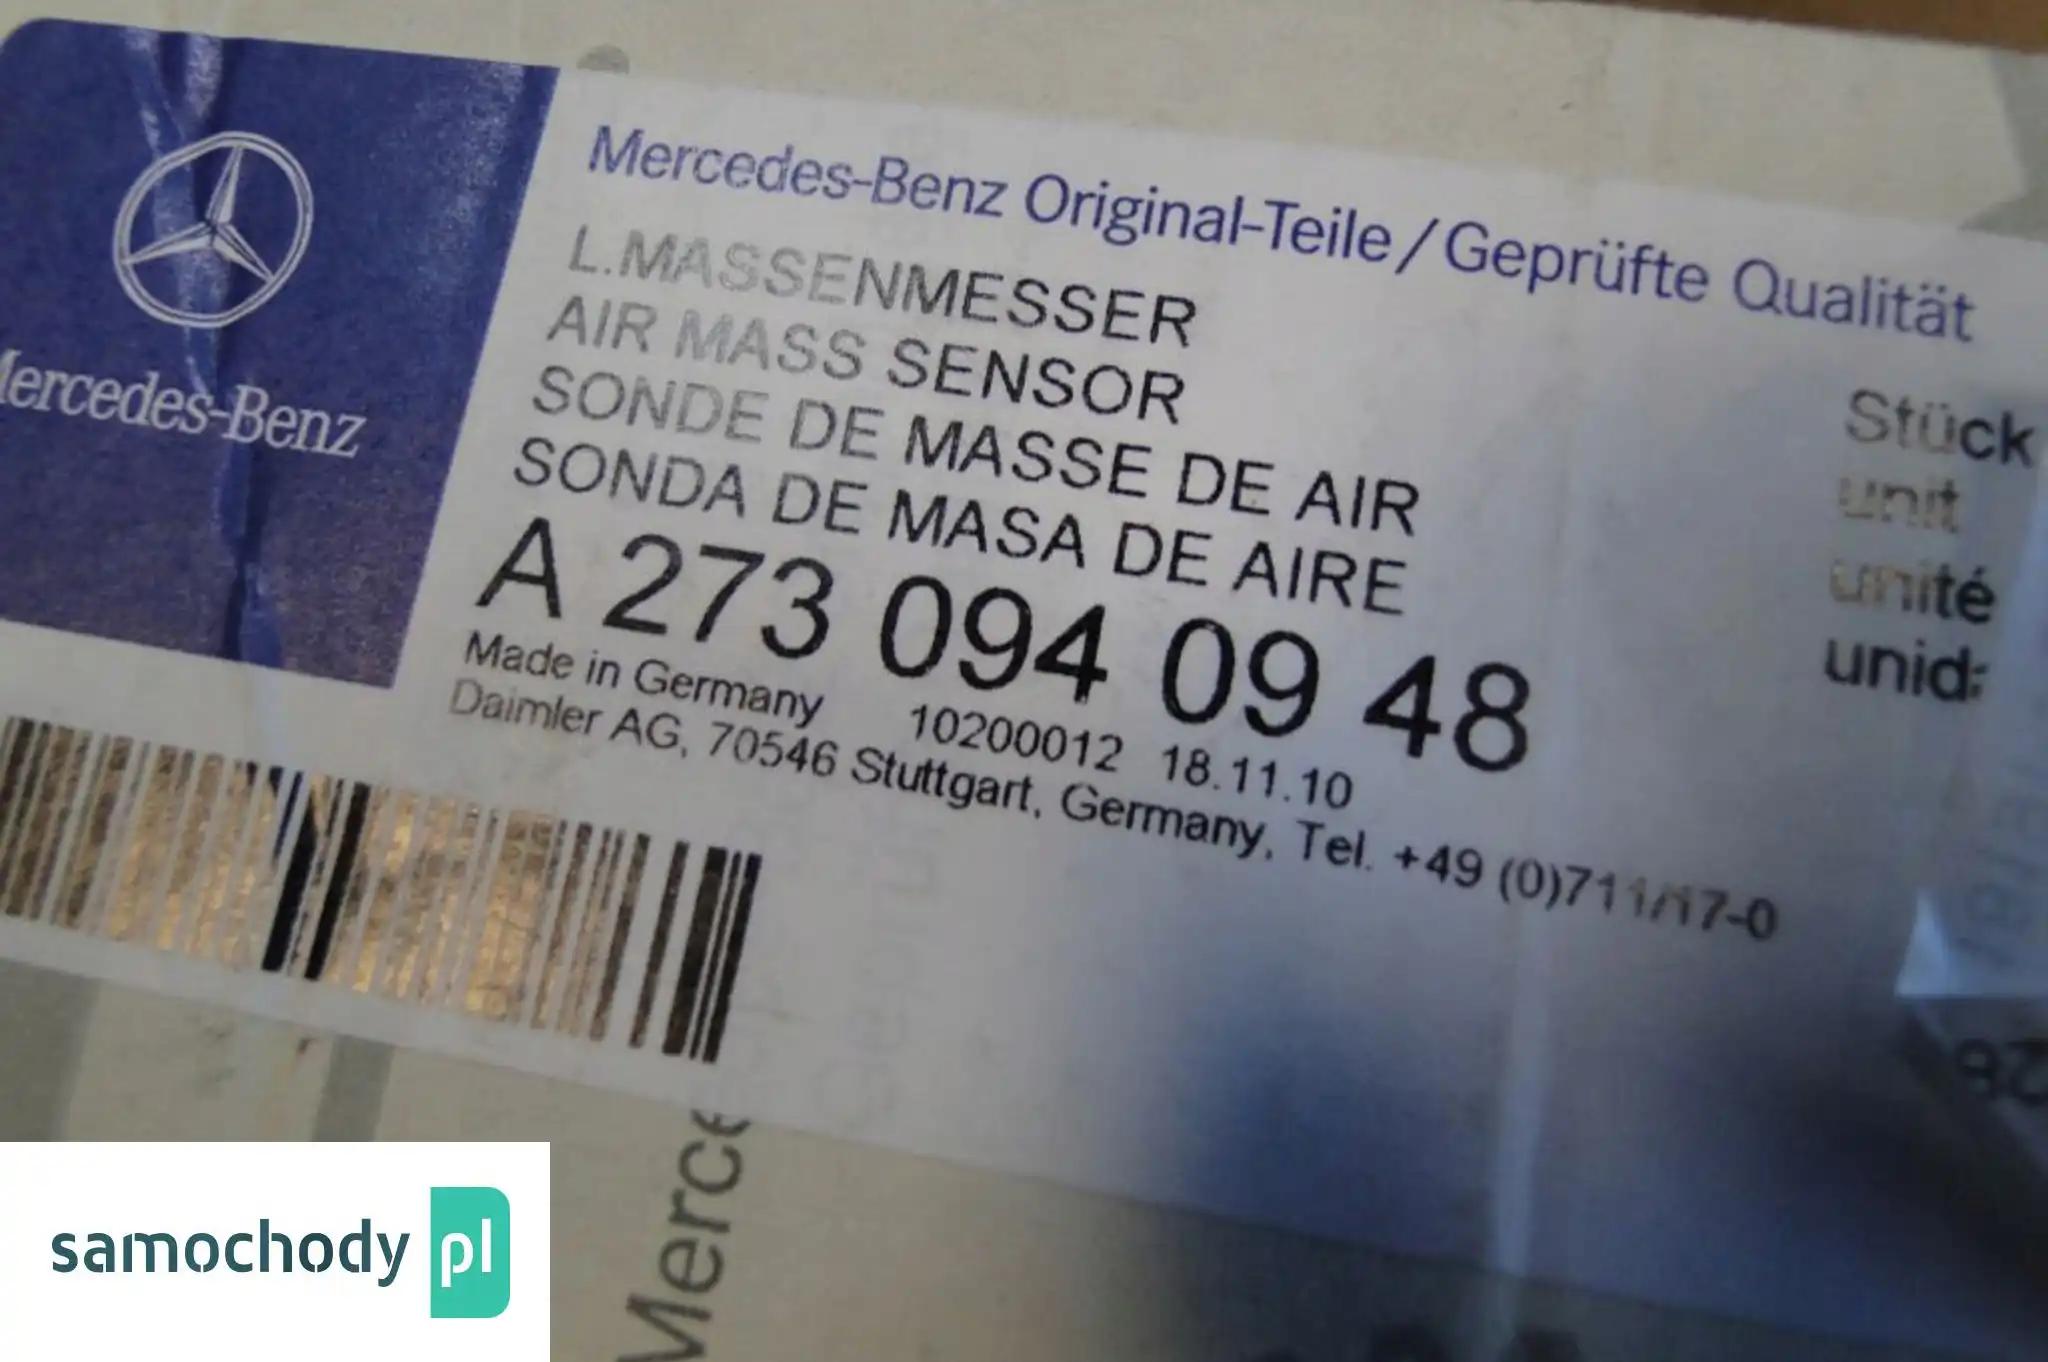 Mercedes-Benz
Mercedes-Benz Original-Teile/Geprüfte Qualität
L.MASSENMESSER
AIR MASS SENSOR
SONDE DE MASSE DE AIR
SONDA DE MASA DE AIRE
A 273 094 09 48
Made in Germany 10200012 18.11.10
Daimler AG, 70546 Stuttgart, Germany, Tel. +49 (0)711/17-0
Stück
unit
unité
unid:
Merce
samochody pl